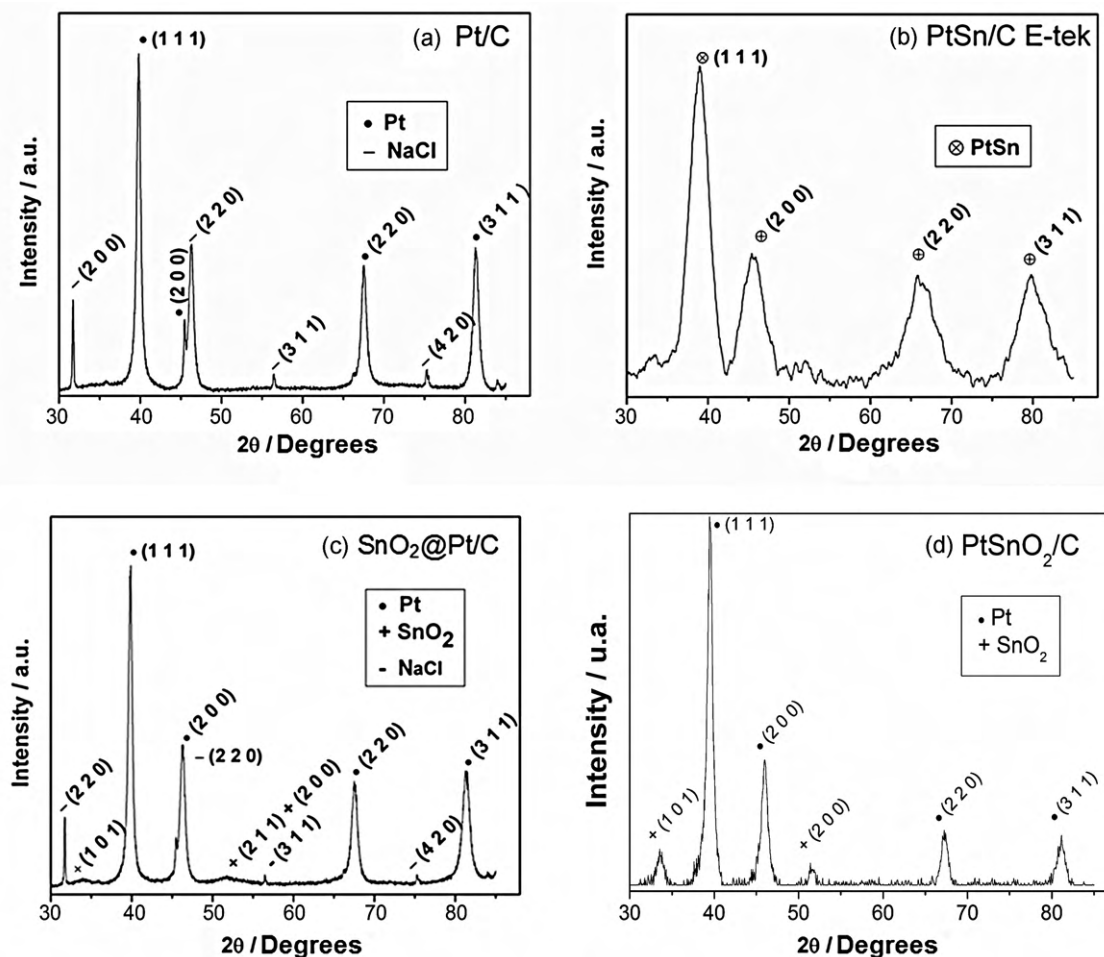 (a) Pt/C
• (1 1 1)
• Pt
– NaCl
– (2 0 0)
• (2 0 0)
– (2 2 0)
– (3 1 1)
• (2 2 0)
– (4 2 0)
• (3 1 1)
Intensity / a.u.
30 40 50 60 70 80
2θ / Degrees
(b) PtSn/C E-tek
⊗ (1 1 1)
⊗ PtSn
⊕ (2 0 0)
⊕ (2 2 0)
⊕ (3 1 1)
Intensity / a.u.
30 40 50 60 70 80
2θ / Degrees
(c) SnO₂@Pt/C
• (1 1 1)
• Pt
+ SnO₂
- NaCl
– (2 2 0)
+ (1 0 1)
• (2 0 0)
– (2 2 0)
+ (2 1 1) + (2 0 0)
- (3 1 1)
• (2 2 0)
– (4 2 0)
• (3 1 1)
Intensity / a.u.
30 40 50 60 70 80
2θ / Degrees
(d) PtSnO₂/C
• (1 1 1)
• Pt
+ SnO₂
+ (1 0 1)
• (2 0 0)
+ (2 0 0)
• (2 2 0)
• (3 1 1)
Intensity / u.a.
30 40 50 60 70 80
2θ / Degrees